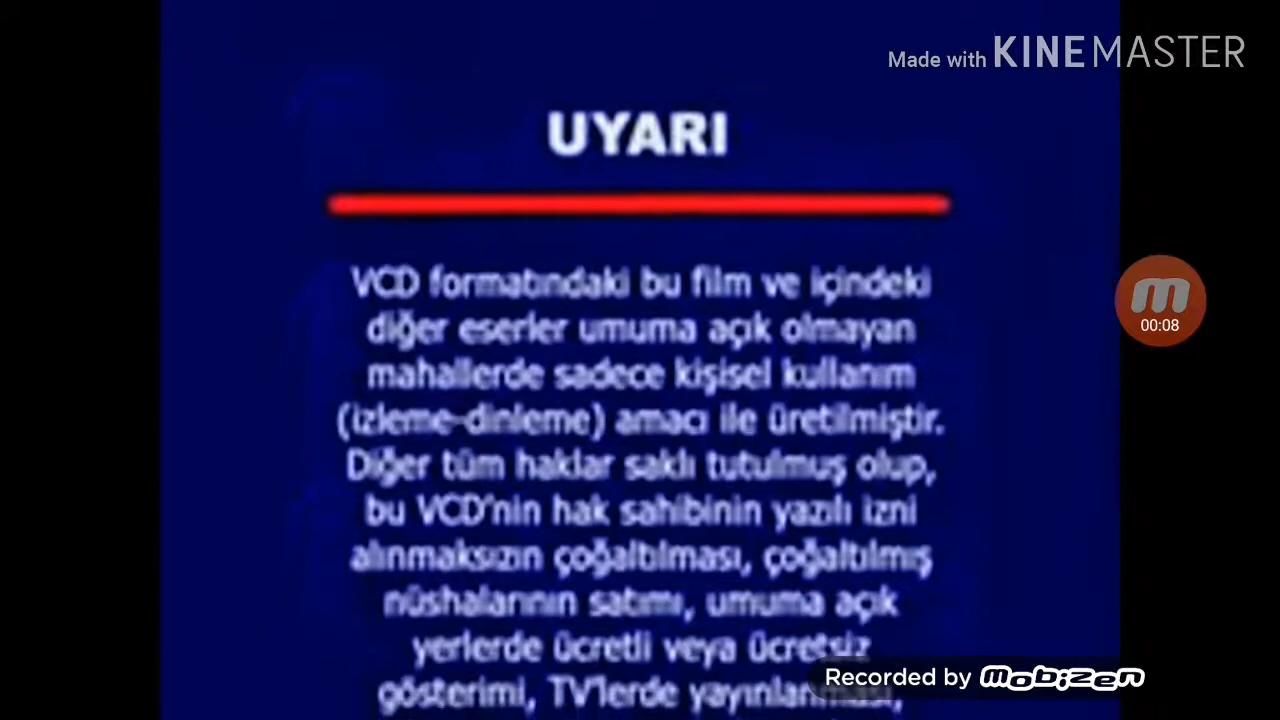 Made with KINEMASTER
UYARI
VCD formatındaki bu film ve içindeki
diğer eserler umuma açık olmayan
mahallerde sadece kişisel kullanım
(izleme-dinleme) amacı ile üretilmiştir.
Diğer tüm haklar saklı tutulmuş olup,
bu VCD'nin hak sahibinin yazılı izni
alınmaksızın çoğaltılması, çoğaltılmış
nüshalarının satımı, umuma açık
yerlerde ücretli veya ücretsiz
gösterimi, TV'lerde yayınlanması,
m
00:08
Recorded by mobizen